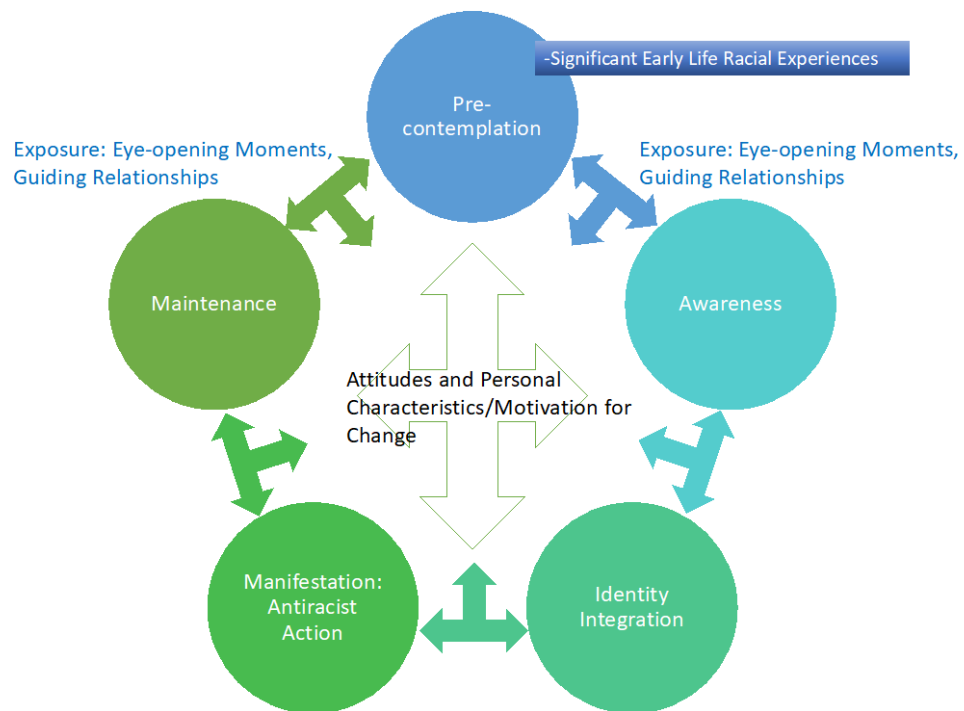 -Significant Early Life Racial Experiences
Pre-
contemplation
Exposure: Eye-opening Moments,
Guiding Relationships
Exposure: Eye-opening Moments,
Guiding Relationships
Maintenance
Awareness
Attitudes and Personal
Characteristics/Motivation for
Change
Manifestation:
Antiracist
Action
Identity
Integration